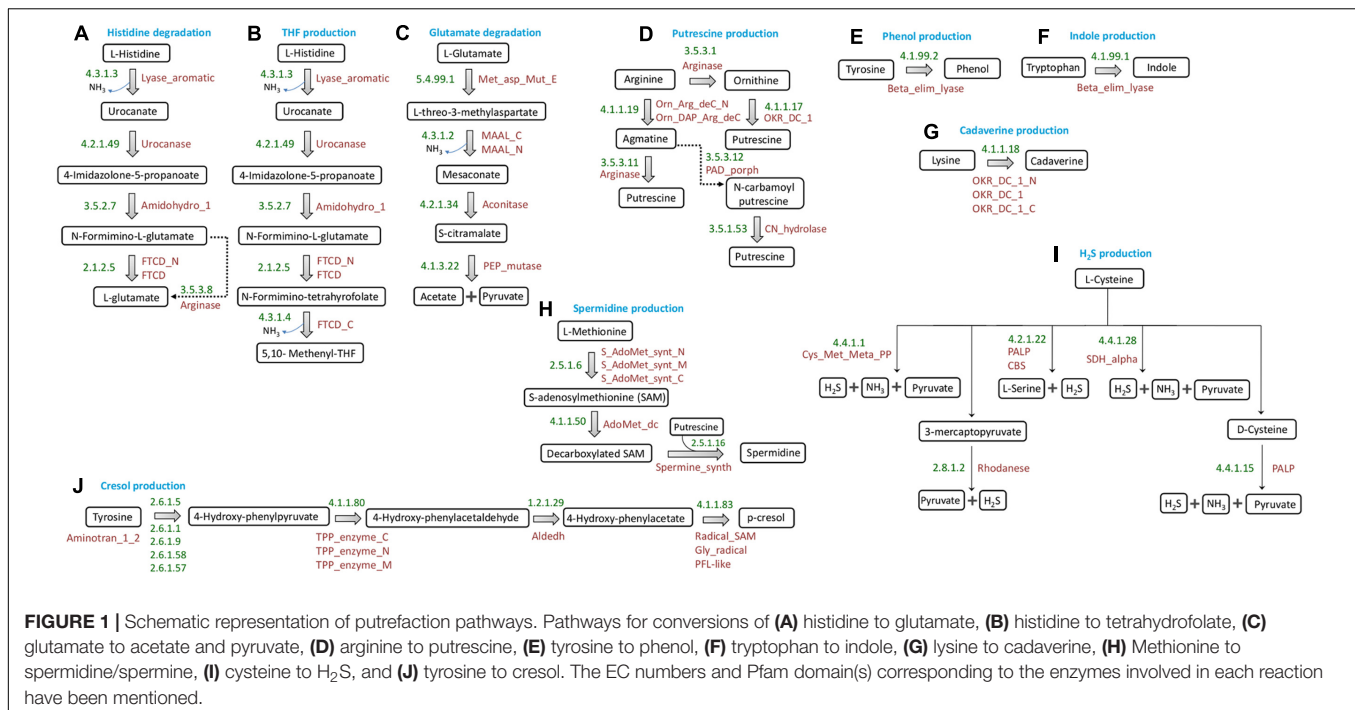 A Histidine degradation
L-Histidine
4.3.1.3
NH3
Lyase_aromatic
Urocanate
4.2.1.49
Urocanase
4-Imidazolone-5-propanoate
3.5.2.7
Amidohydro_1
N-Formimino-L-glutamate
2.1.2.5
FTCD_N
FTCD
L-glutamate
3.5.3.8
Arginase
B THF production
L-Histidine
4.3.1.3
NH3
Lyase_aromatic
Urocanate
4.2.1.49
Urocanase
4-Imidazolone-5-propanoate
3.5.2.7
Amidohydro_1
N-Formimino-L-glutamate
2.1.2.5
FTCD_N
FTCD
N-Formimino-tetrahyrofolate
4.3.1.4
NH3
FTCD_C
5,10- Methenyl-THF
C Glutamate degradation
L-Glutamate
5.4.99.1
Met_asp_Mut_E
L-threo-3-methylaspartate
4.3.1.2
NH3
MAAL_C
MAAL_N
Mesaconate
4.2.1.34
Aconitase
S-citramalate
4.1.3.22
PEP_mutase
Acetate + Pyruvate
D Putrescine production
3.5.3.1
Arginase
Arginine
Ornithine
4.1.1.19
Orn_Arg_deC_N
Orn_DAP_Arg_deC
4.1.1.17
OKR_DC_1
Agmatine
Putrescine
3.5.3.11
Arginase
3.5.3.12
PAD_porph
Putrescine
N-carbamoyl
putrescine
3.5.1.53
CN_hydrolase
Putrescine
E Phenol production
4.1.99.2
Tyrosine
Phenol
Beta_elim_lyase
F Indole production
4.1.99.1
Tryptophan
Indole
Beta_elim_lyase
G Cadaverine production
4.1.1.18
Lysine
Cadaverine
OKR_DC_1_N
OKR_DC_1
OKR_DC_1_C
H Spermidine production
L-Methionine
2.5.1.6
S_AdoMet_synt_N
S_AdoMet_synt_M
S_AdoMet_synt_C
S-adenosylmethionine (SAM)
4.1.1.50
AdoMet_dc
Putrescine
2.5.1.16
Decarboxylated SAM
Spermidine
Spermine_synth
I H2S production
L-Cysteine
4.4.1.1
Cys_Met_Meta_PP
H2S + NH3 + Pyruvate
4.2.1.22
PALP
CBS
L-Serine + H2S
4.4.1.28
SDH_alpha
H2S + NH3 + Pyruvate
3-mercaptopyruvate
2.8.1.2
Rhodanese
Pyruvate + H2S
D-Cysteine
4.4.1.15
PALP
H2S + NH3 + Pyruvate
J Cresol production
Tyrosine
Aminotran_1_2
2.6.1.5
2.6.1.1
2.6.1.9
2.6.1.58
2.6.1.57
4-Hydroxy-phenylpyruvate
4.1.1.80
TPP_enzyme_C
TPP_enzyme_N
TPP_enzyme_M
4-Hydroxy-phenylacetaldehyde
1.2.1.29
Aldedh
4-Hydroxy-phenylacetate
4.1.1.83
Radical_SAM
Gly_radical
PFL-like
p-cresol
FIGURE 1 | Schematic representation of putrefaction pathways. Pathways for conversions of (A) histidine to glutamate, (B) histidine to tetrahydrofolate, (C)
glutamate to acetate and pyruvate, (D) arginine to putrescine, (E) tyrosine to phenol, (F) tryptophan to indole, (G) lysine to cadaverine, (H) Methionine to
spermidine/spermine, (I) cysteine to H2S, and (J) tyrosine to cresol. The EC numbers and Pfam domain(s) corresponding to the enzymes involved in each reaction
have been mentioned.